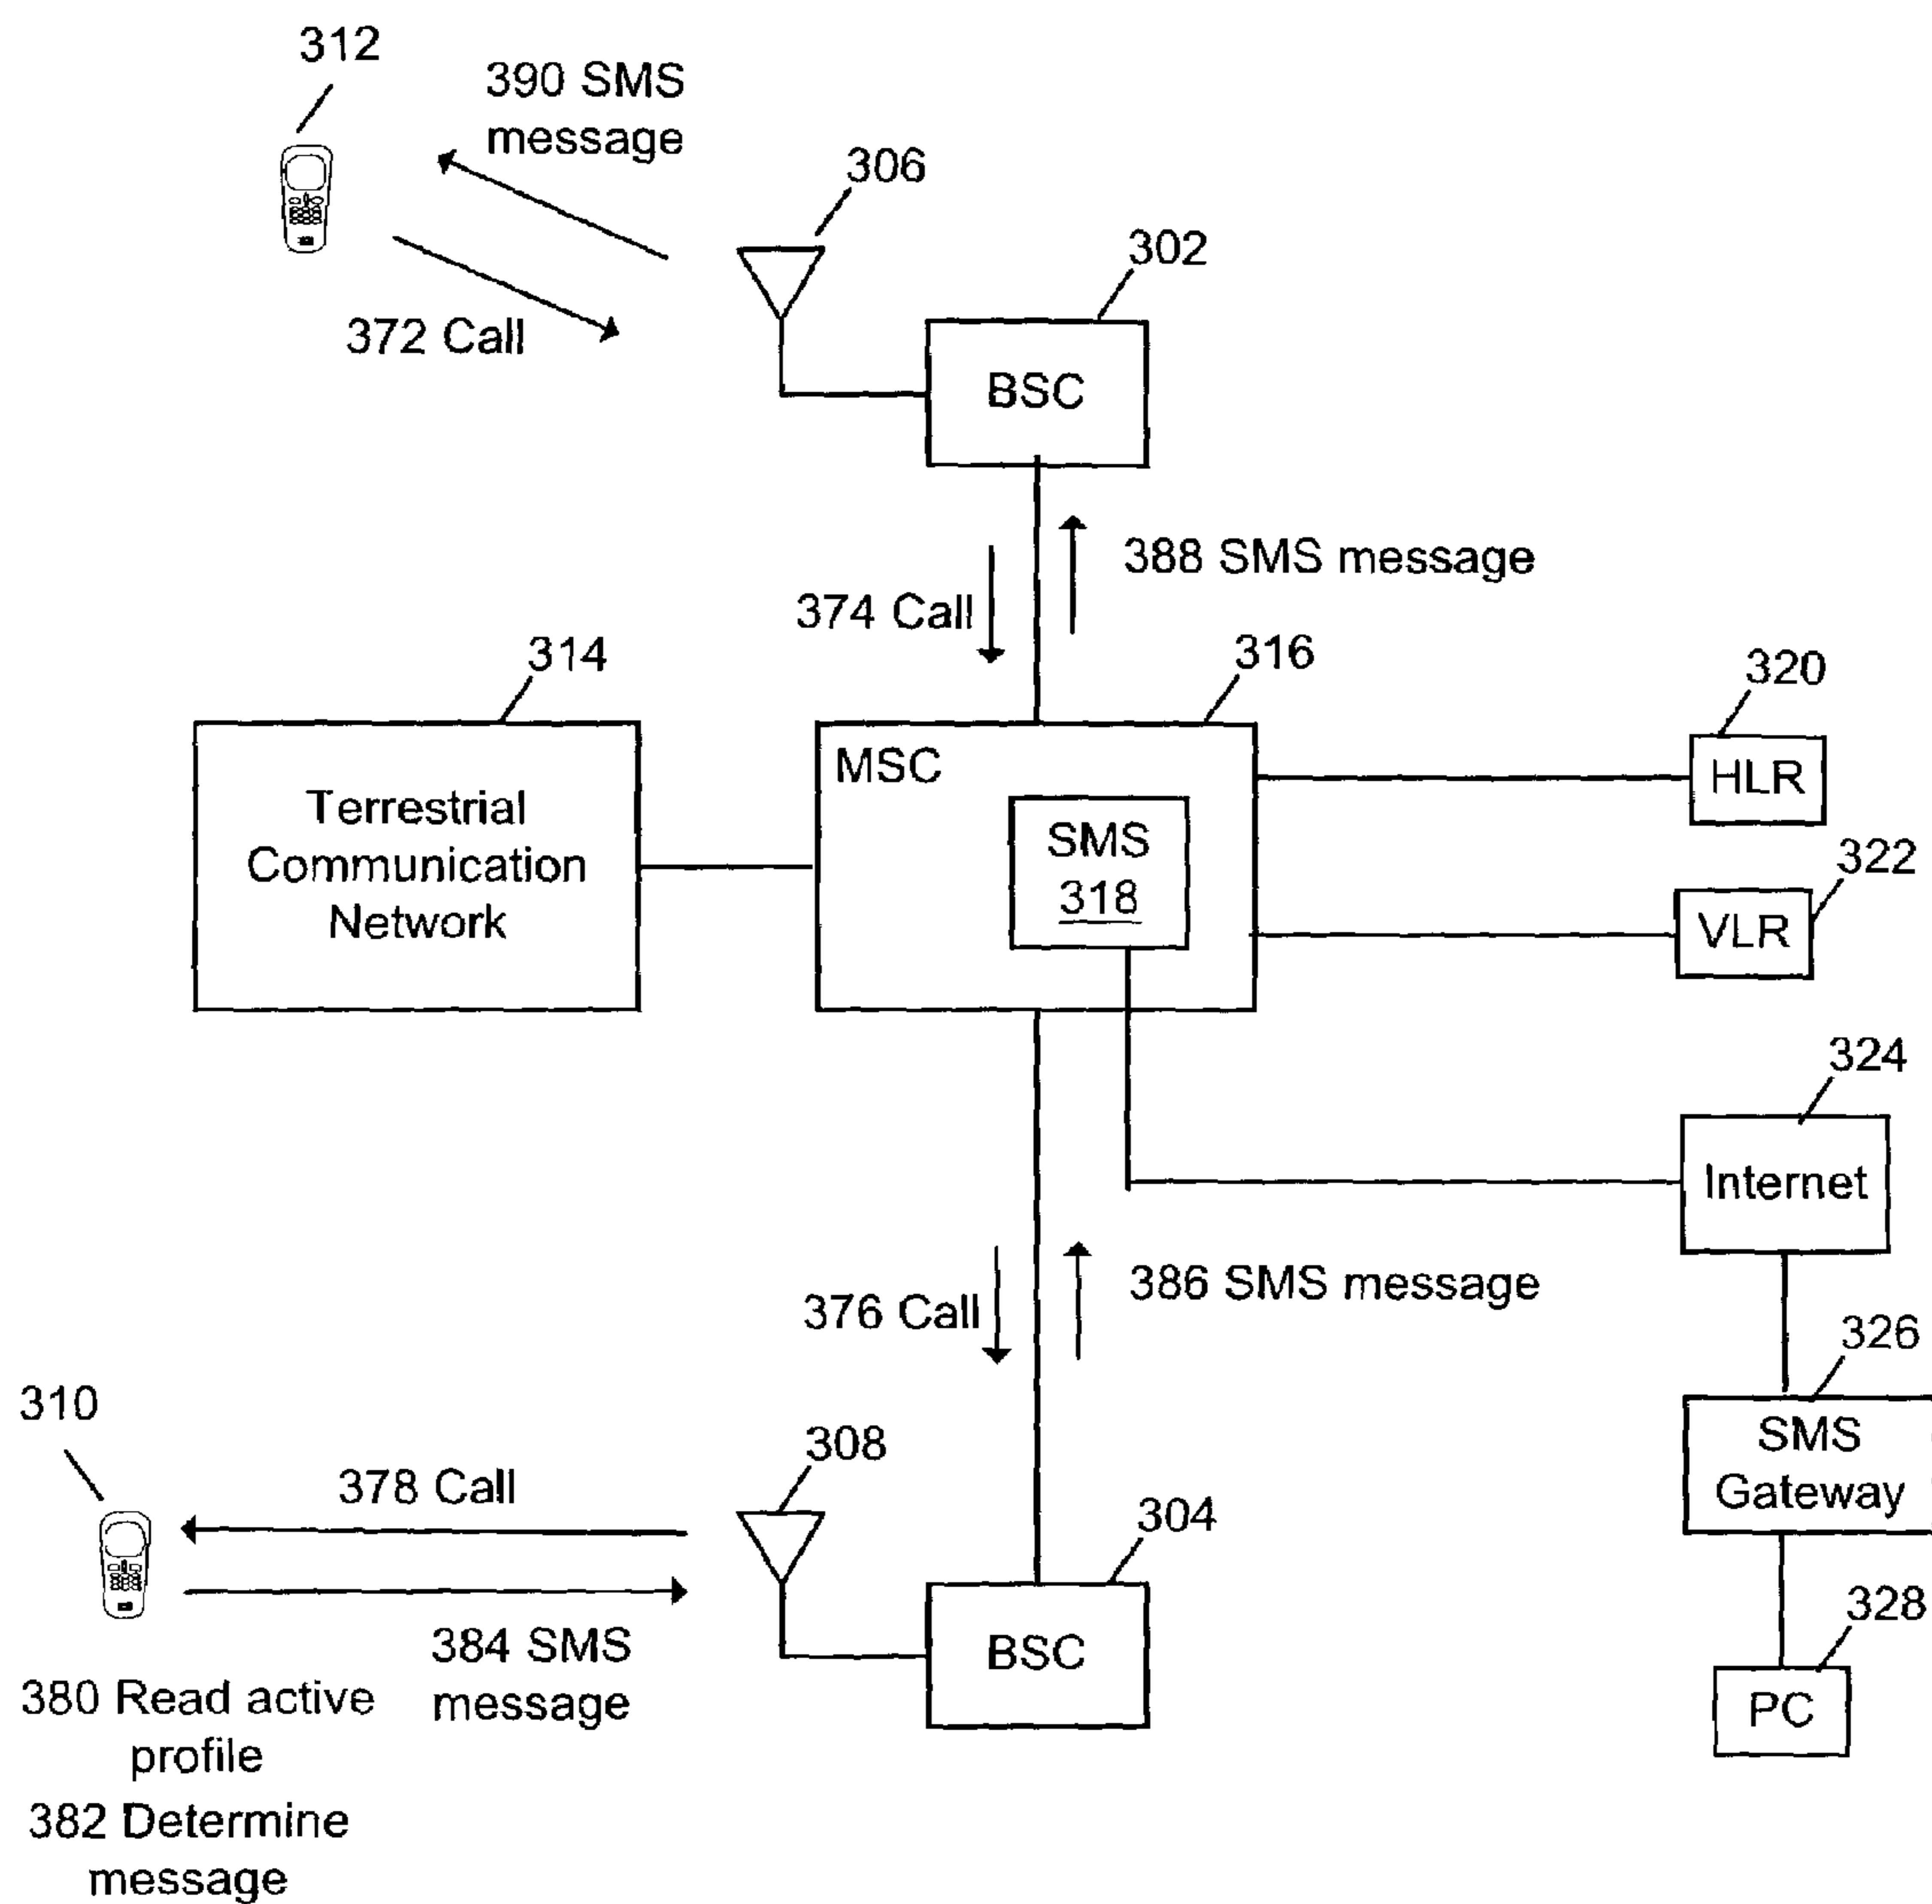 312
390 SMS
message
306
302
372 Call
BSC
388 SMS message
374 Call
314
316
320
MSC
HLR
Terrestrial
Communication
Network
SMS
318
322
VLR
324
Internet
386 SMS message
376 Call
326
310
308
SMS
Gateway
378 Call
304
328
384 SMS
message
BSC
PC
380 Read active
profile
382 Determine
message